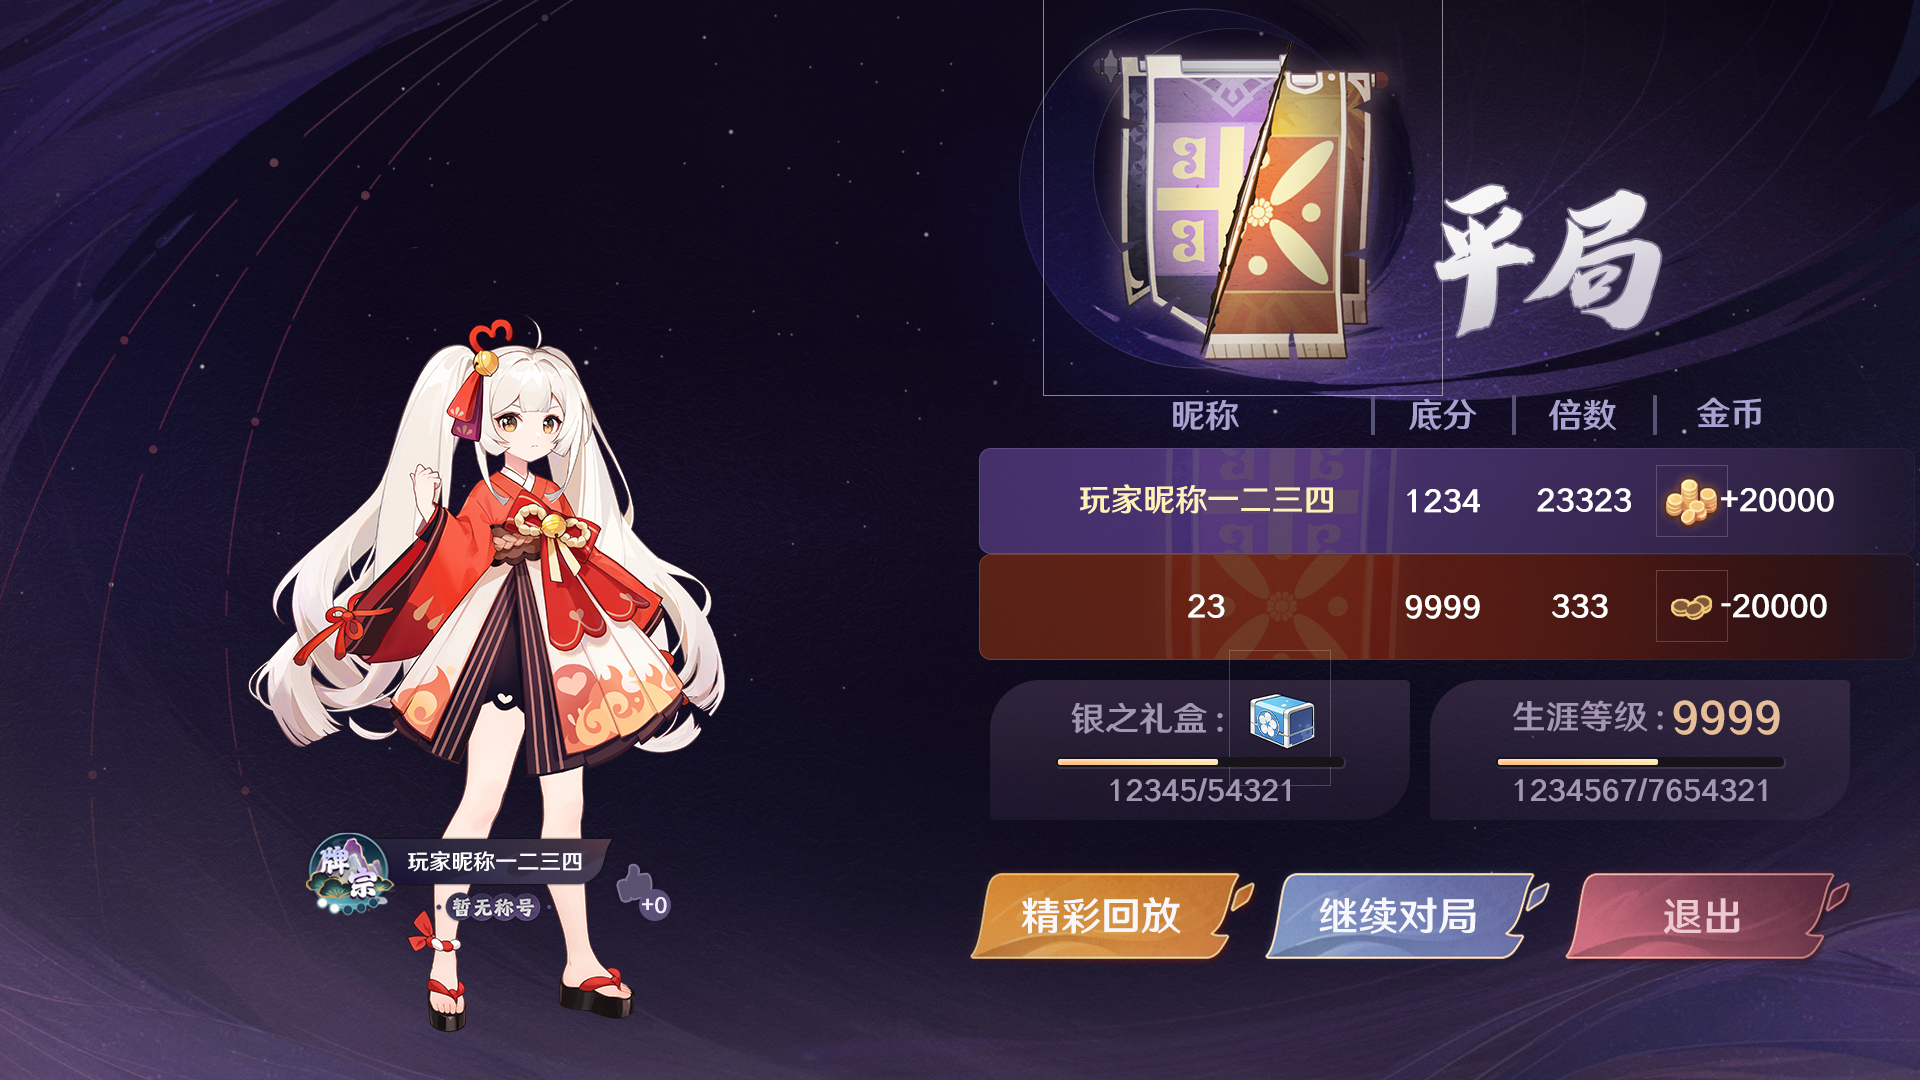 平局
昵称 底分 倍数 金币
玩家昵称一二三四 1234 23323 +20000
23 9999 333 -20000
银之礼盒:
12345/54321
生涯等级:9999
1234567/7654321
牌宗
玩家昵称一二三四
暂无称号
+0
精彩回放 继续对局 退出